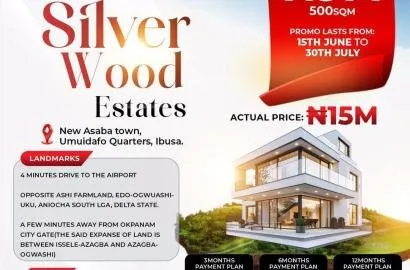 500SQM
PROMO LASTS FROM:
15TH JUNE TO
30TH JULY
Silver
Wood
Estates
New Asaba town,
Umuidafo Quarters, Ibusa.
ACTUAL PRICE: ₦15M
LANDMARKS
4 MINUTES DRIVE TO THE AIRPORT
OPPOSITE ASHI FARMLAND, EDO-OGWUASHI-
UKU, ANIOCHA SOUTH LGA, DELTA STATE.
A FEW MINUTES AWAY FROM OKPANAM
CITY GATE(THE SAID EXPANSE OF LAND IS
BETWEEN ISSELE-AZAGBA AND AZAGBA-
OGWASHI)
3MONTHS
PAYMENT PLAN
6MONTHS
PAYMENT PLAN
12MONTHS
PAYMENT PLAN